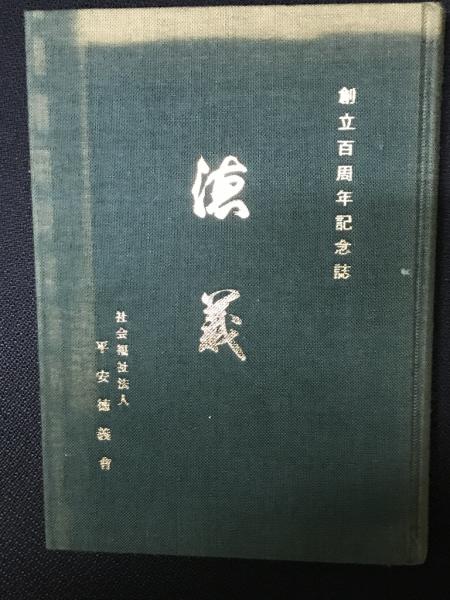 創立百周年記念誌
徳義
社会福祉法人
平安徳義會